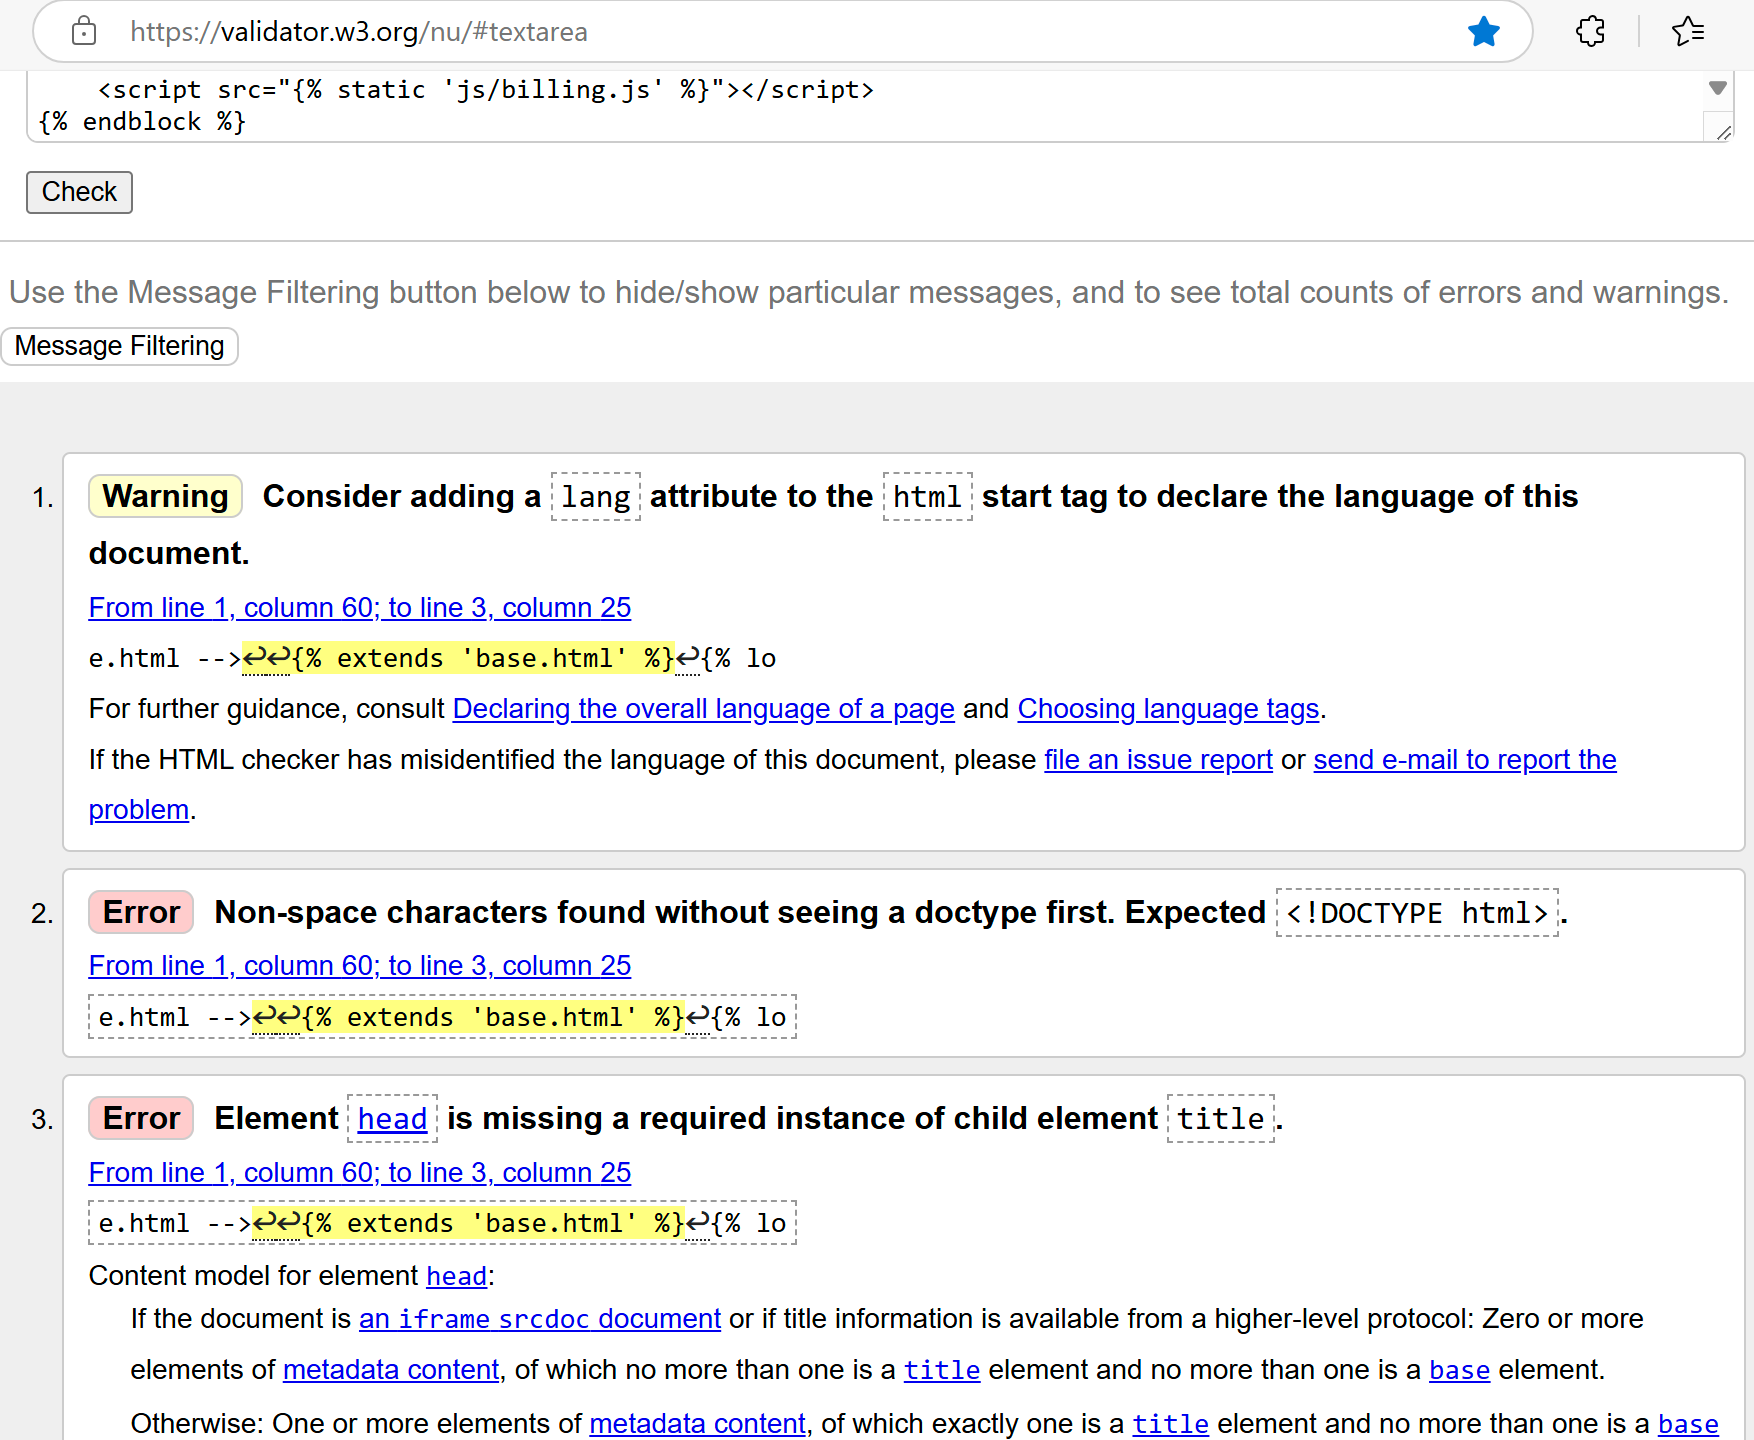 https://validator.w3.org/nu/#textarea
<script src="{% static 'js/billing.js' %}"></script>
{% endblock %}
Check
Use the Message Filtering button below to hide/show particular messages, and to see total counts of errors and warnings.
Message Filtering
1. Warning Consider adding a lang attribute to the html start tag to declare the language of this
document.
From line 1, column 60; to line 3, column 25
e.html -->↩↩{% extends 'base.html' %}↩{% lo
For further guidance, consult Declaring the overall language of a page and Choosing language tags.
If the HTML checker has misidentified the language of this document, please file an issue report or send e-mail to report the
problem.
2. Error Non-space characters found without seeing a doctype first. Expected <!DOCTYPE html>.
From line 1, column 60; to line 3, column 25
e.html -->↩↩{% extends 'base.html' %}↩{% lo
3. Error Element head is missing a required instance of child element title.
From line 1, column 60; to line 3, column 25
e.html -->↩↩{% extends 'base.html' %}↩{% lo
Content model for element head:
If the document is an iframe srcdoc document or if title information is available from a higher-level protocol: Zero or more
elements of metadata content, of which no more than one is a title element and no more than one is a base element.
Otherwise: One or more elements of metadata content, of which exactly one is a title element and no more than one is a base